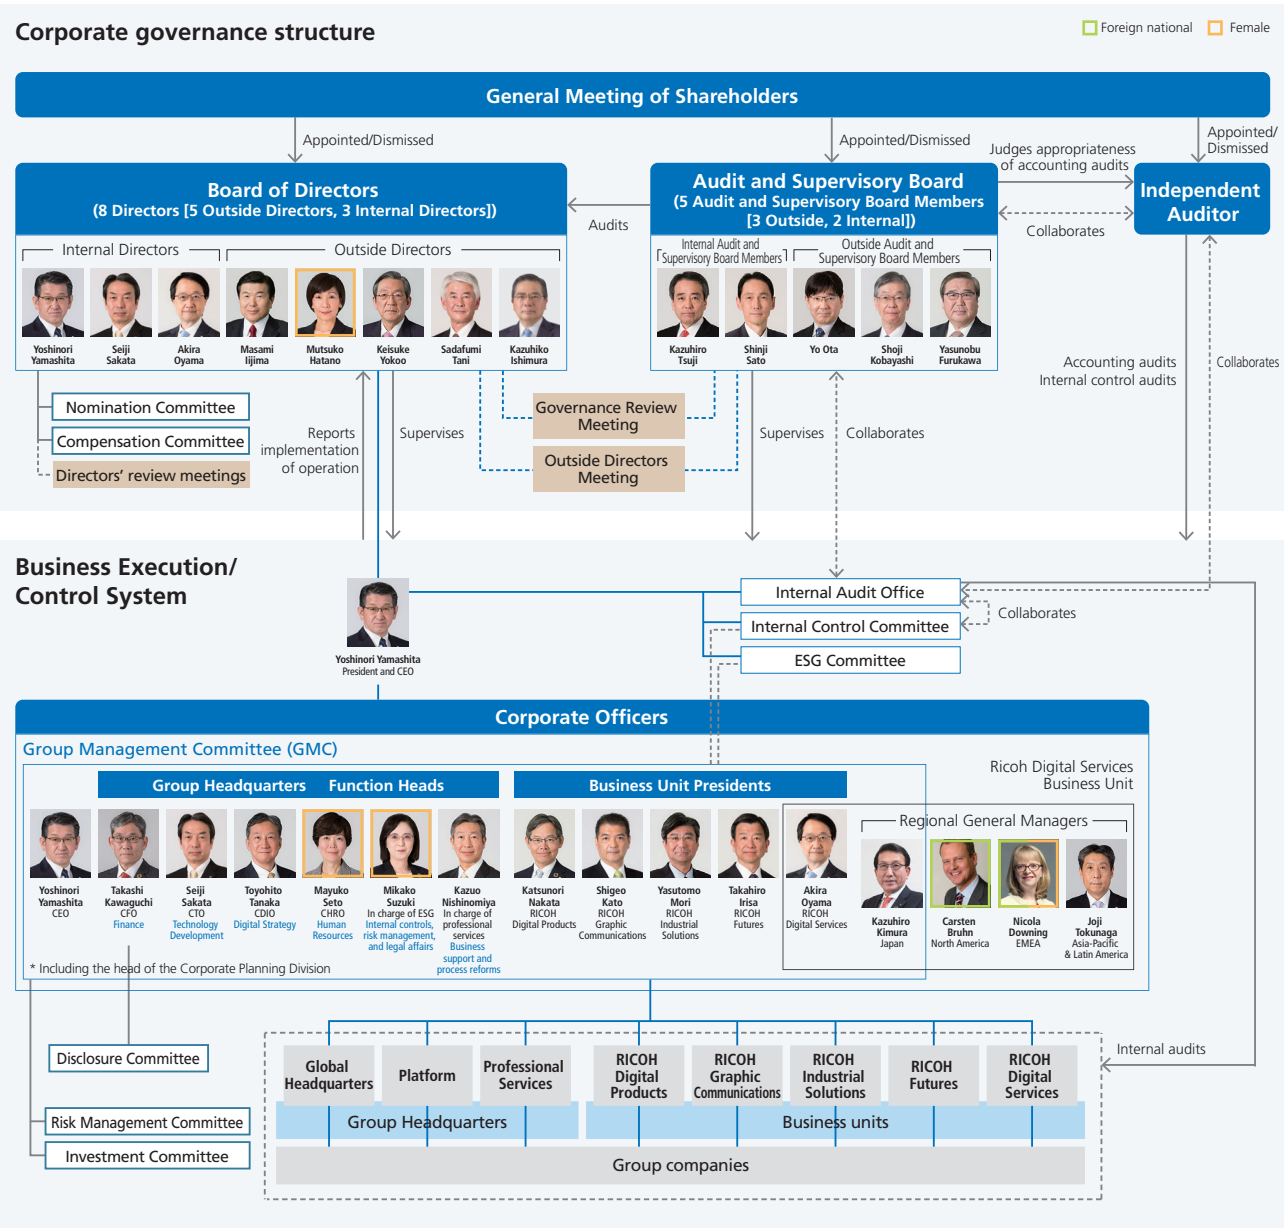 Corporate governance structure
Foreign national
Female
General Meeting of Shareholders
Appointed/Dismissed
Appointed/Dismissed
Appointed/
Dismissed
Board of Directors
(8 Directors [5 Outside Directors, 3 Internal Directors])
Audits
Audit and Supervisory Board
(5 Audit and Supervisory Board Members
[3 Outside, 2 Internal])
Judges appropriateness
of accounting audits
Collaborates
Independent
Auditor
Internal Directors
Outside Directors
Yoshinori
Yamashita
Seiji
Sakata
Akira
Oyama
Masami
Iijima
Mutsuko
Hatano
Keisuke
Yokoo
Sadafumi
Tani
Kazuhiko
Ishimura
Internal Audit and
Supervisory Board Members
Outside Audit and
Supervisory Board Members
Kazuhiro
Tsuji
Shinji
Sato
Yo Ota
Shoji
Kobayashi
Yasunobu
Furukawa
Accounting audits
Internal control audits
Collaborates
Nomination Committee
Compensation Committee
Directors' review meetings
Reports
implementation
of operation
Supervises
Governance Review
Meeting
Outside Directors
Meeting
Supervises
Collaborates
Business Execution/
Control System
Yoshinori Yamashita
President and CEO
Internal Audit Office
Internal Control Committee
ESG Committee
Collaborates
Corporate Officers
Group Management Committee (GMC)
Group Headquarters Function Heads
Business Unit Presidents
Ricoh Digital Services
Business Unit
Regional General Managers
Yoshinori
Yamashita
CEO
Takashi
Kawaguchi
CFO
Finance
Seiji
Sakata
CTO
Technology
Development
Toyohito
Tanaka
CDIO
Digital Strategy
Mayuko
Seto
CHRO
Human
Resources
Mikako
Suzuki
In charge of ESG
Internal controls,
risk management,
and legal affairs
Kazuo
Nishinomiya
In charge of
professional
services
Business
support and
process reforms
Katsunori
Nakata
RICOH
Digital Products
Shigeo
Kato
RICOH
Graphic
Communications
Yasutomo
Mori
RICOH
Industrial
Solutions
Takahiro
Irisa
RICOH
Futures
Akira
Oyama
RICOH
Digital Services
Kazuhiro
Kimura
Japan
Carsten
Bruhn
North America
Nicola
Downing
EMEA
Joji
Tokunaga
Asia-Pacific
& Latin America
* Including the head of the Corporate Planning Division
Disclosure Committee
Risk Management Committee
Investment Committee
Global
Headquarters
Platform
Professional
Services
RICOH
Digital
Products
RICOH
Graphic
Communications
RICOH
Industrial
Solutions
RICOH
Futures
RICOH
Digital
Services
Internal audits
Group Headquarters
Business units
Group companies